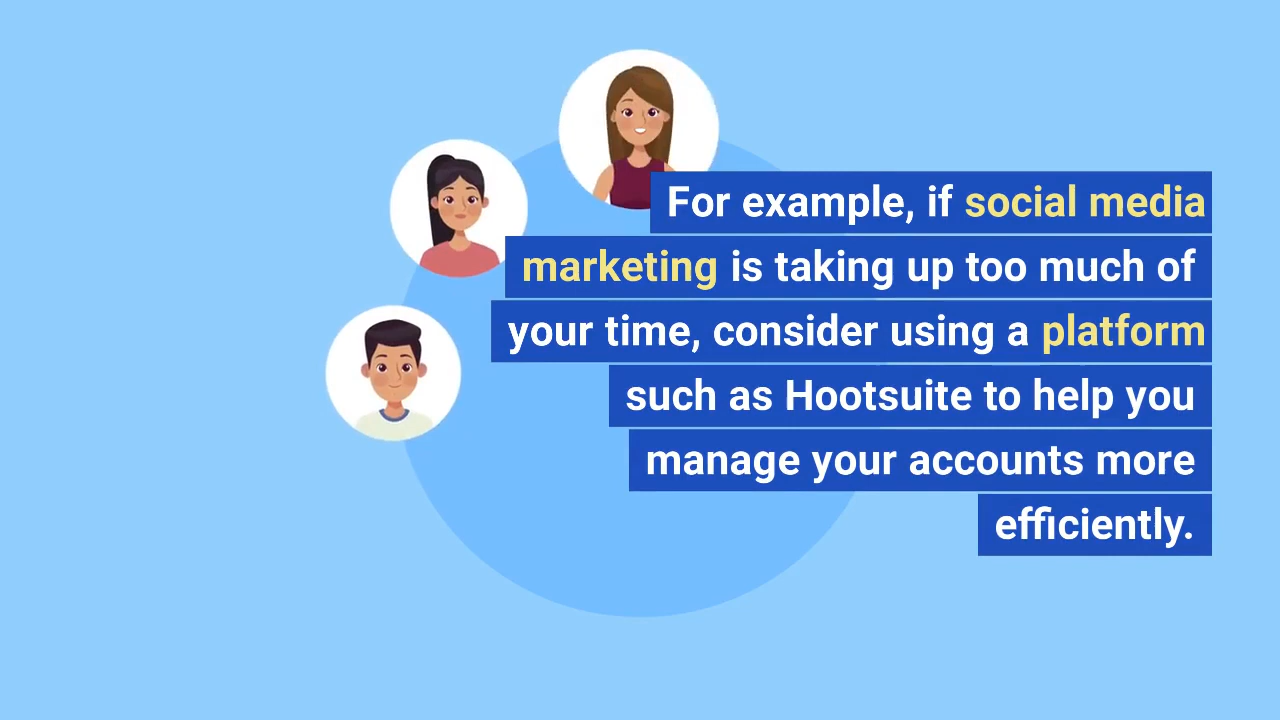 For example, if social media
marketing is taking up too much of
your time, consider using a platform
such as Hootsuite to help you
manage your accounts more
efficiently.